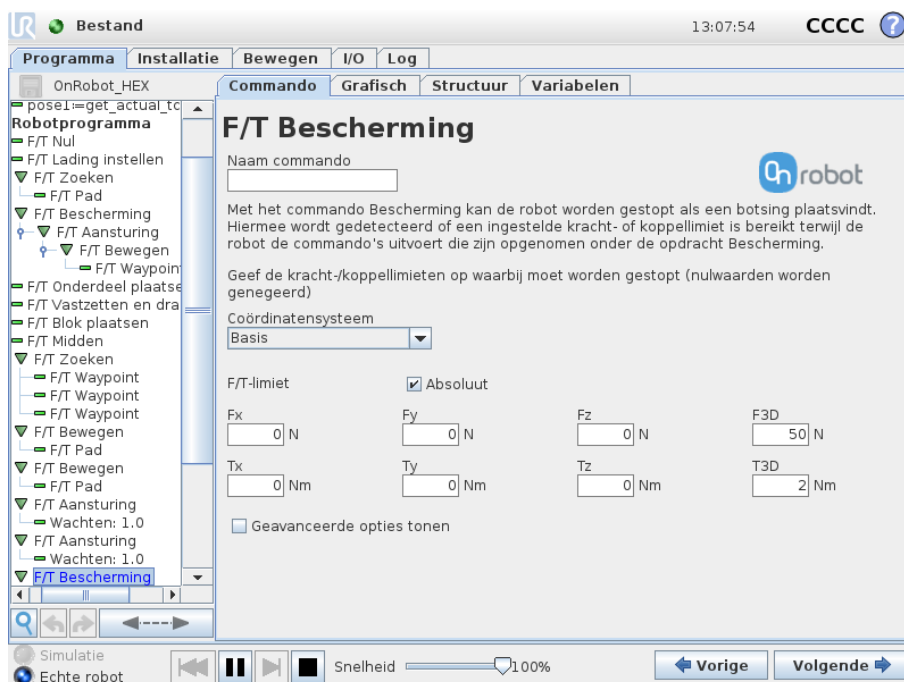 UR Bestand 13:07:54 CCCC ?
Programma Installatie Bewegen I/O Log
OnRobot_HEX Commando Grafisch Structuur Variabelen
pose1:=get_actual_tc
Robotprogramma
F/T Nul
F/T Lading instellen
F/T Zoeken
F/T Pad
F/T Bescherming
F/T Aansturing
F/T Bewegen
F/T Waypoin
F/T Onderdeel plaatse
F/T Vastzetten en dra
F/T Blok plaatsen
F/T Midden
F/T Zoeken
F/T Waypoint
F/T Waypoint
F/T Waypoint
F/T Bewegen
F/T Pad
F/T Bewegen
F/T Pad
F/T Aansturing
Wachten: 1.0
F/T Aansturing
Wachten: 1.0
F/T Bescherming
F/T Bescherming
Naam commando
On robot
Met het commando Bescherming kan de robot worden gestopt als een botsing plaatsvindt.
Hiermee wordt gedetecteerd of een ingestelde kracht- of koppellimiet is bereikt terwijl de
robot de commando's uitvoert die zijn opgenomen onder de opdracht Bescherming.
Geef de kracht-/koppellimieten op waarbij moet worden gestopt (nulwaarden worden
genegeerd)
Coördinatensysteem
Basis
F/T-limiet Absoluut
Fx Fy Fz F3D
0 N 0 N 0 N 50 N
Tx Ty Tz T3D
0 Nm 0 Nm 0 Nm 2 Nm
Geavanceerde opties tonen
Simulatie
Echte robot
Snelheid 100% Vorige Volgende